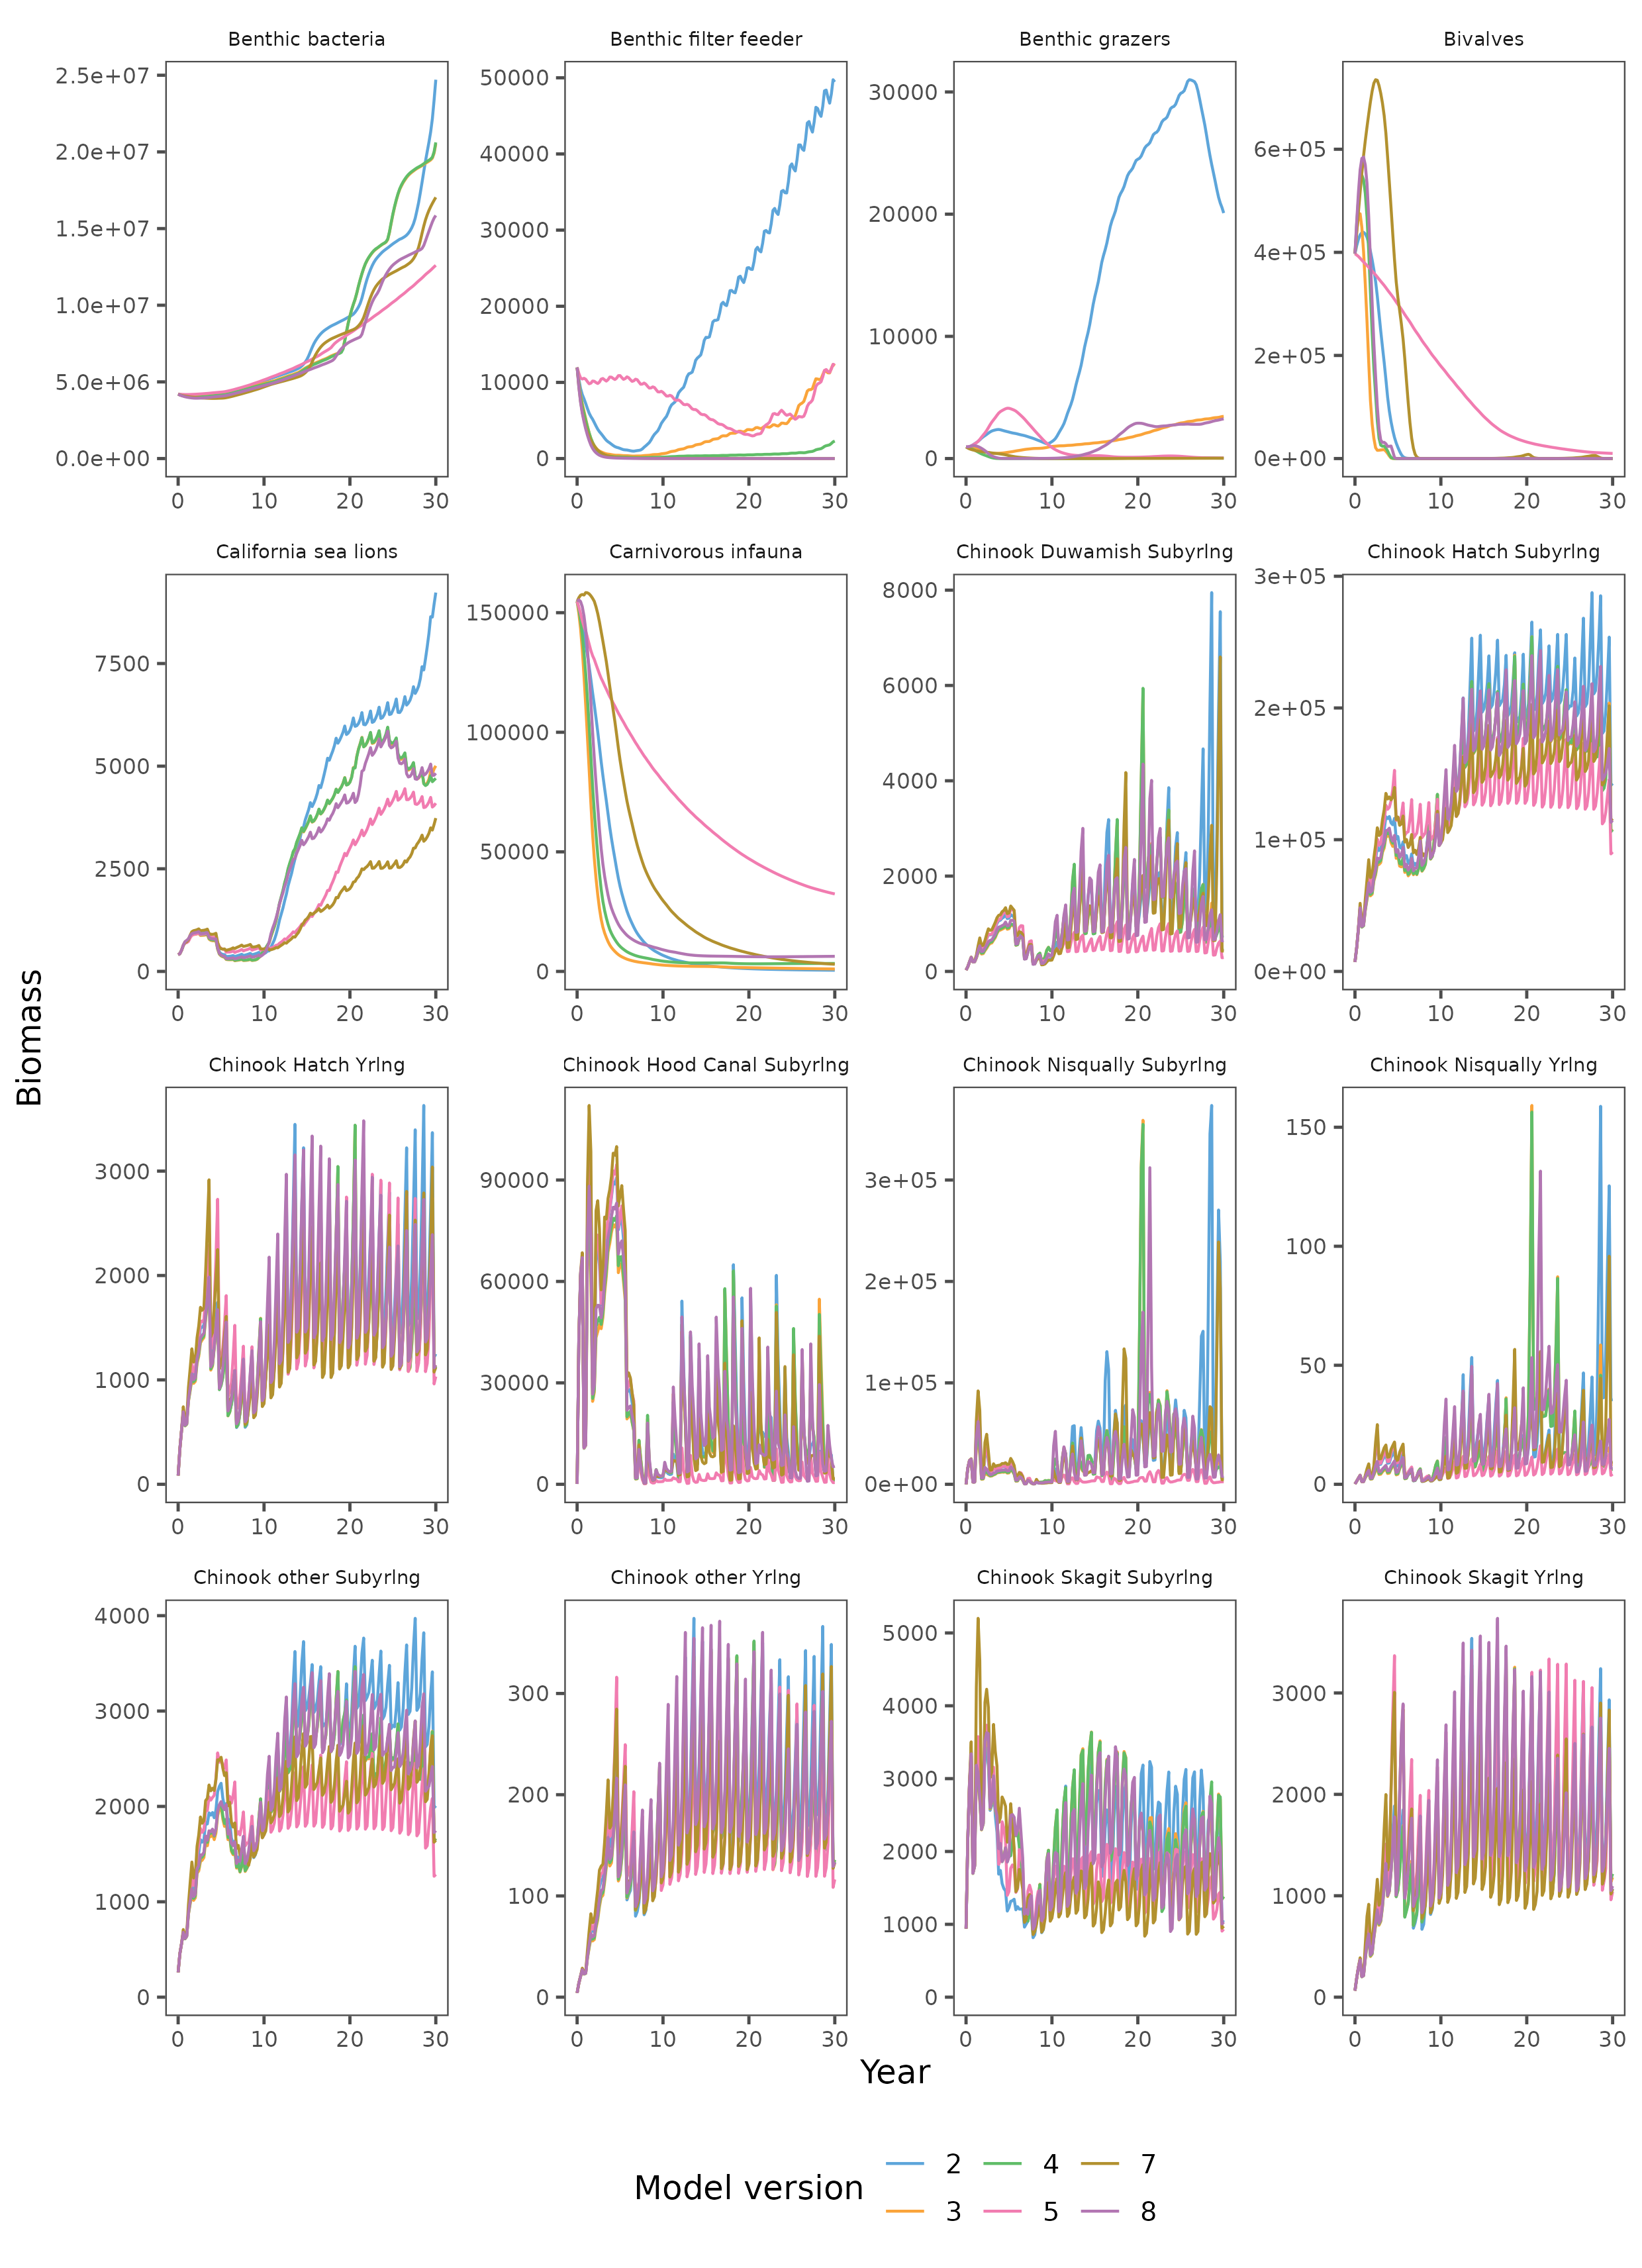 Benthic bacteria
Benthic filter feeder
Benthic grazers
Bivalves
2.5e+07
2.0e+07
1.5e+07
1.0e+07
5.0e+06
0.0e+00
0 10 20 30
50000
40000
30000
20000
10000
0
0 10 20 30
30000
20000
10000
0
0 10 20 30
6e+05
4e+05
2e+05
0e+00
0 10 20 30
California sea lions
Carnivorous infauna
Chinook Duwamish Subyrlng
Chinook Hatch Subyrlng
7500
5000
2500
0
0 10 20 30
150000
100000
50000
0
0 10 20 30
8000
6000
4000
2000
0
0 10 20 30
3e+05
2e+05
1e+05
0e+00
0 10 20 30
Biomass
Chinook Hatch Yrlng
Chinook Hood Canal Subyrlng
Chinook Nisqually Subyrlng
Chinook Nisqually Yrlng
3000
2000
1000
0
0 10 20 30
90000
60000
30000
0
0 10 20 30
3e+05
2e+05
1e+05
0e+00
0 10 20 30
150
100
50
0
0 10 20 30
Chinook other Subyrlng
Chinook other Yrlng
Chinook Skagit Subyrlng
Chinook Skagit Yrlng
4000
3000
2000
1000
0
0 10 20 30
300
200
100
0
0 10 20 30
5000
4000
3000
2000
1000
0
0 10 20 30
3000
2000
1000
0
0 10 20 30
Year
Model version
2 4 7
3 5 8